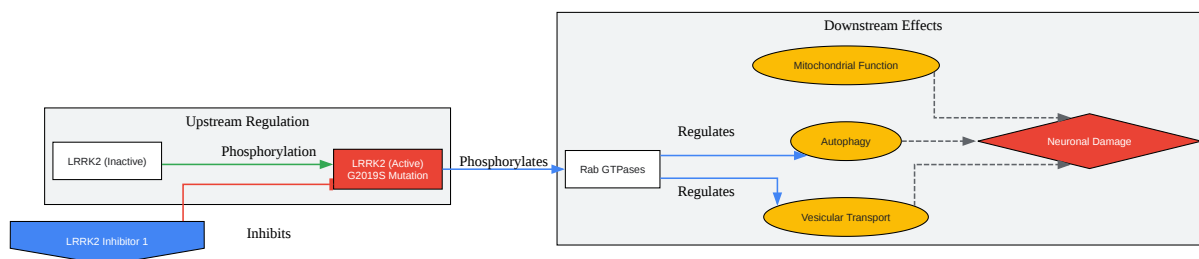 Downstream Effects
Mitochondrial Function
Upstream Regulation
Regulates
Autophagy
Neuronal Damage
LRRK2 (Inactive)
Phosphorylation
LRRK2 (Active)
G2019S Mutation
Phosphorylates
Rab GTPases
Regulates
Vesicular Transport
LRRK2 Inhibitor 1
Inhibits